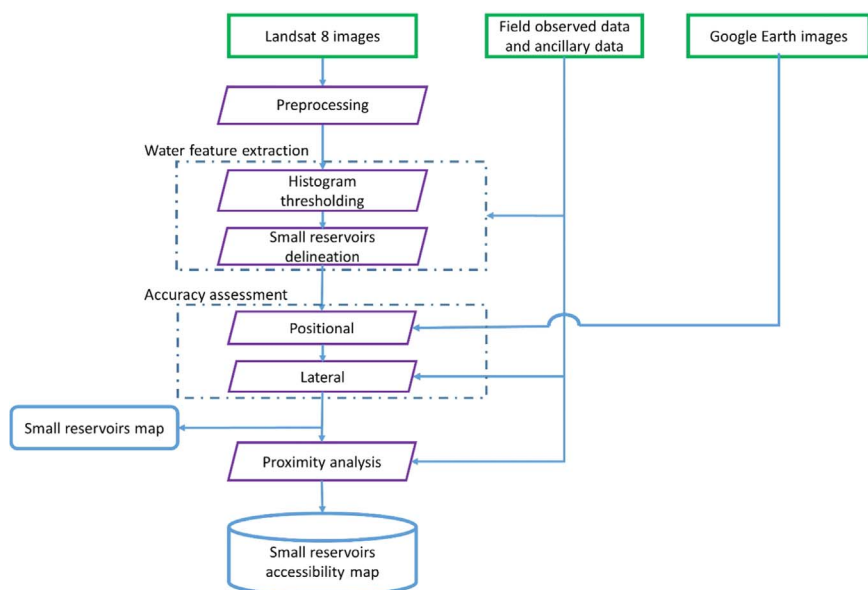 Landsat 8 images
Field observed data
and ancillary data
Google Earth images
Preprocessing
Water feature extraction
Histogram
thresholding
Small reservoirs
delineation
Accuracy assessment
Positional
Lateral
Small reservoirs map
Proximity analysis
Small reservoirs
accessibility map